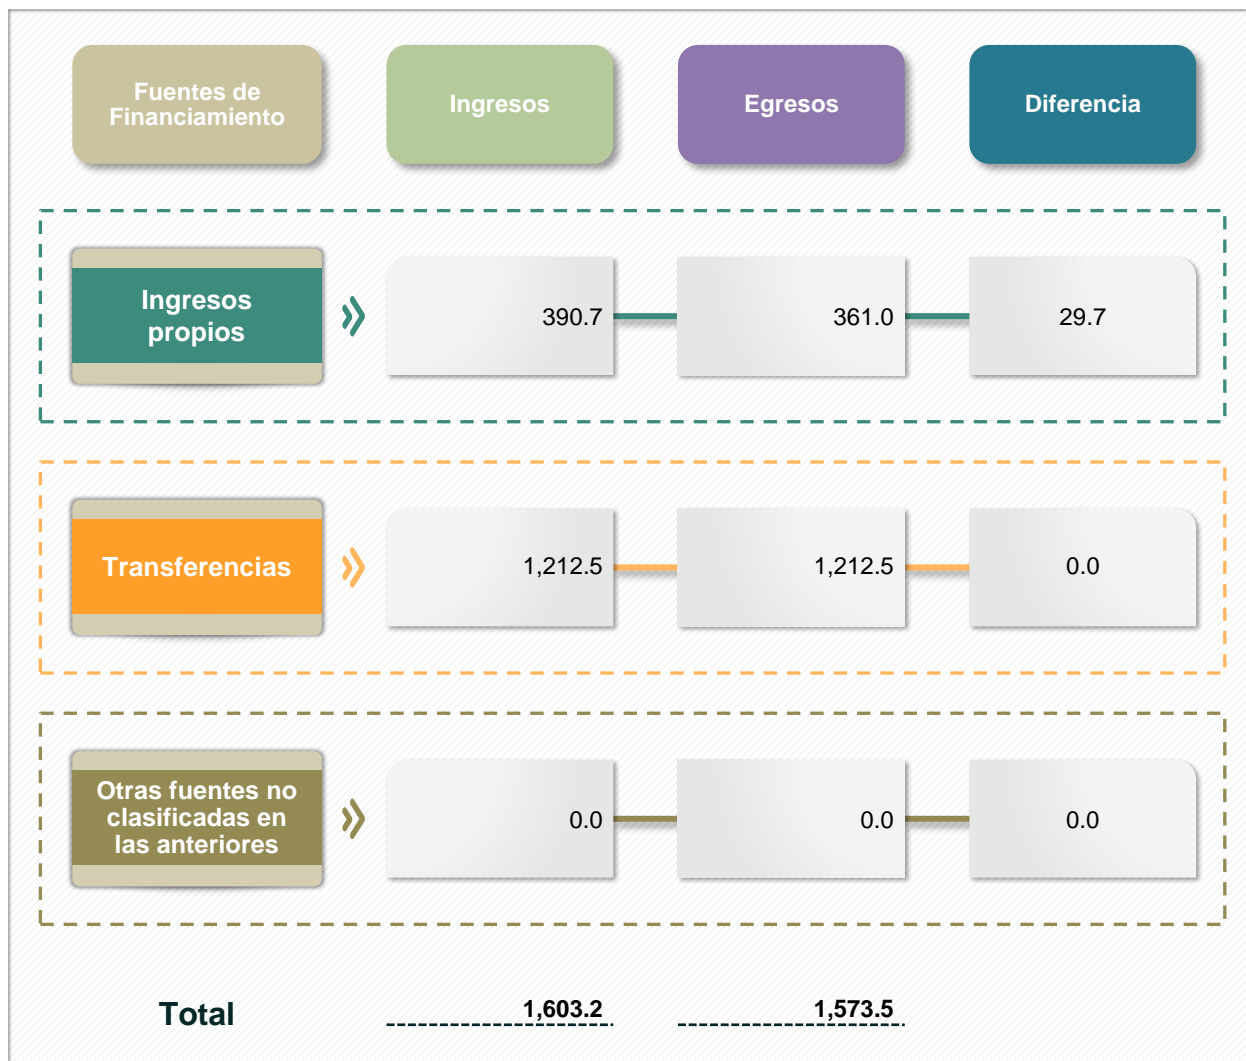 Fuentes de
Financiamiento
Ingresos
Egresos
Diferencia
Ingresos
propios
390.7
361.0
29.7
Transferencias
1,212.5
1,212.5
0.0
Otras fuentes no
clasificadas en
las anteriores
0.0
0.0
0.0
Total
1,603.2
1,573.5